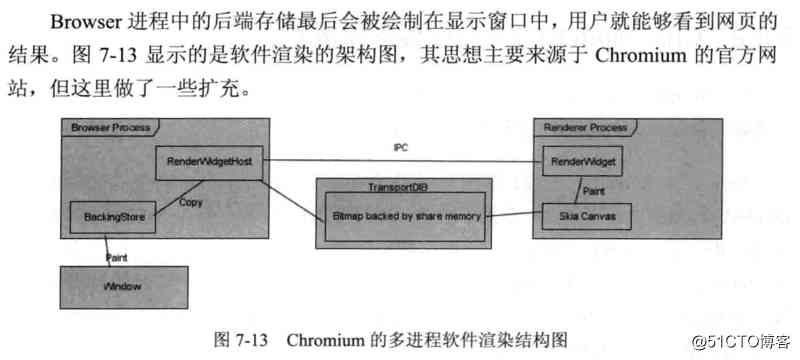 Browser 进程中的后端存储最后会被绘制在显示窗口中，用户就能够看到网页的
结果。图 7-13 显示的是软件渲染的架构图，其思想主要来源于 Chromium 的官方网
站，但这里做了一些扩充。
Browser Process
Renderer Process
IPC
RenderWidgetHost
RenderWidget
TransportDIB
Copy
Paint
BackingStore
Bitmap backed by share memory
Skia Canvas
Paint
Window
图 7-13 Chromium 的多进程软件渲染结构图
@51CTO博客